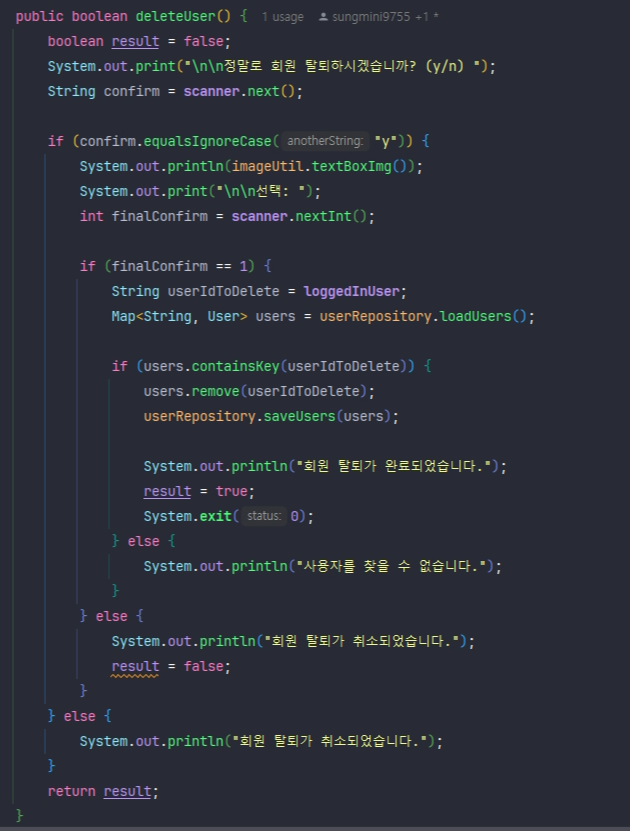 public boolean deleteUser() { 1 usage sungmini9755 +1 *
boolean result = false;
System.out.print("\n\n정말로 회원 탈퇴하시겠습니까? (y/n) ");
String confirm = scanner.next();
if (confirm.equalsIgnoreCase( anotherString: "y")) {
System.out.println(imageUtil.textBoxImg());
System.out.print("\n\n선택: ");
int finalConfirm = scanner.nextInt();
if (finalConfirm == 1) {
String userIdToDelete = loggedInUser;
Map<String, User> users = userRepository.loadUsers();
if (users.containsKey(userIdToDelete)) {
users.remove(userIdToDelete);
userRepository.saveUsers(users);
System.out.println("회원 탈퇴가 완료되었습니다.");
result = true;
System.exit( status: 0);
} else {
System.out.println("사용자를 찾을 수 없습니다.");
}
} else {
System.out.println("회원 탈퇴가 취소되었습니다.");
result = false;
}
} else {
System.out.println("회원 탈퇴가 취소되었습니다.");
}
return result;
}